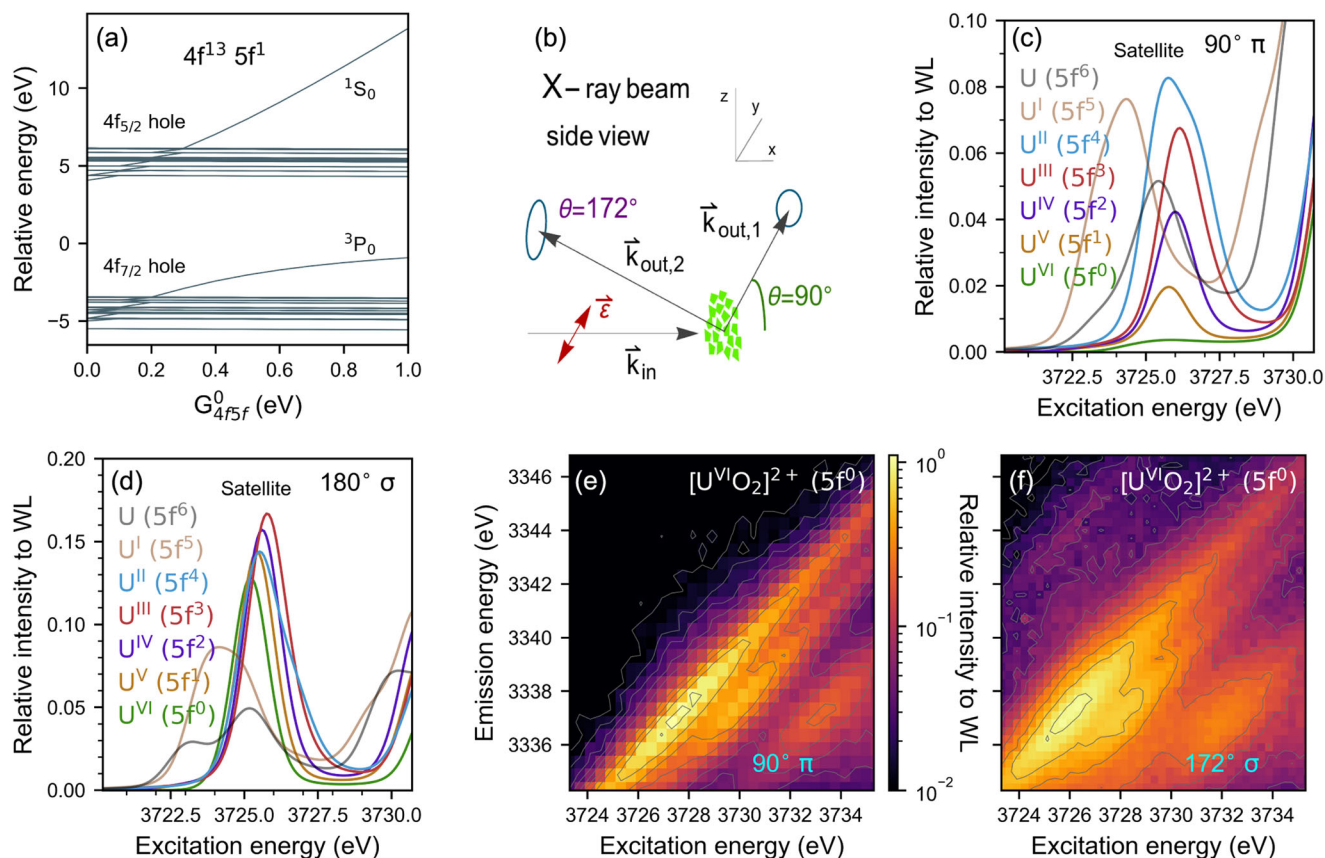 (a)
4f¹³ 5f¹
¹S₀
4f₅/₂ hole
³P₀
4f₇/₂ hole
Relative energy (eV)
10
5
0
−5
0.0 0.2 0.4 0.6 0.8 1.0
G⁰₄f₅f (eV)
(b)
X– ray beam
side view
z
y
x
θ=172°
k⃗out,1
k⃗out,2
θ=90°
ε⃗
k⃗in
(c)
90° π
Satellite
U (5f⁶)
Uᴵ (5f⁵)
Uᴵᴵ (5f⁴)
Uᴵᴵᴵ (5f³)
Uᴵⱽ (5f²)
Uⱽ (5f¹)
Uⱽᴵ (5f⁰)
Relative intensity to WL
0.10
0.08
0.06
0.04
0.02
0.00
3722.5 3725.0 3727.5 3730.0
Excitation energy (eV)
(d)
180° σ
Satellite
U (5f⁶)
Uᴵ (5f⁵)
Uᴵᴵ (5f⁴)
Uᴵᴵᴵ (5f³)
Uᴵⱽ (5f²)
Uⱽ (5f¹)
Uⱽᴵ (5f⁰)
Relative intensity to WL
0.20
0.15
0.10
0.05
0.00
3722.5 3725.0 3727.5 3730.0
Excitation energy (eV)
(e)
[UⱽᴵO₂]²⁺ (5f⁰)
90° π
Emission energy (eV)
3346
3344
3342
3340
3338
3336
3724 3726 3728 3730 3732 3734
Excitation energy (eV)
10⁰
10⁻¹
10⁻²
Relative intensity to WL
(f)
[UⱽᴵO₂]²⁺ (5f⁰)
172° σ
3724 3726 3728 3730 3732 3734
Excitation energy (eV)